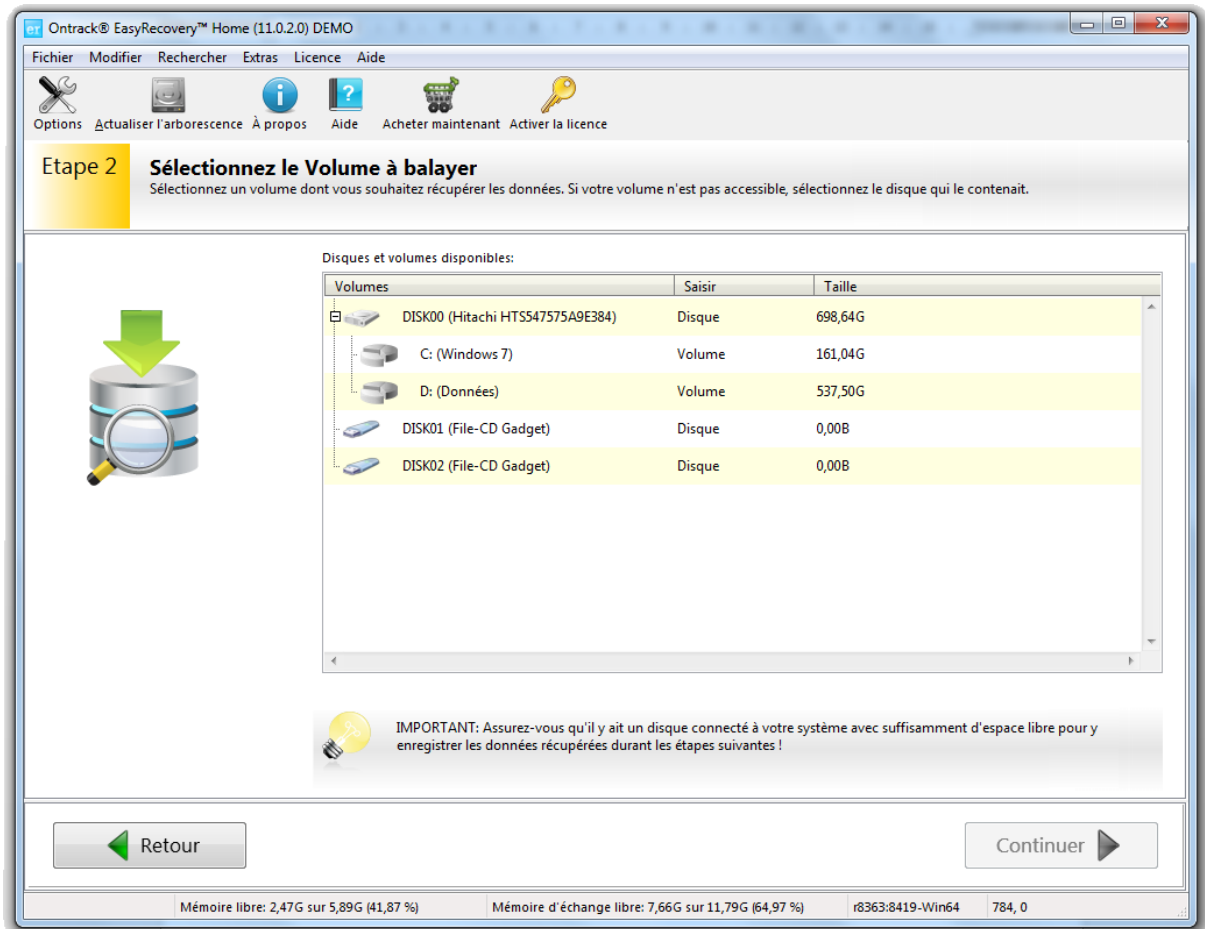 er Ontrack® EasyRecovery™ Home (11.0.2.0) DEMO
Fichier Modifier Rechercher Extras Licence Aide
Options Actualiser l'arborescence À propos Aide Acheter maintenant Activer la licence
Etape 2
Sélectionnez le Volume à balayer
Sélectionnez un volume dont vous souhaitez récupérer les données. Si votre volume n'est pas accessible, sélectionnez le disque qui le contenait.
Disques et volumes disponibles:
Volumes Saisir Taille
DISK00 (Hitachi HTS547575A9E384) Disque 698,64G
C: (Windows 7) Volume 161,04G
D: (Données) Volume 537,50G
DISK01 (File-CD Gadget) Disque 0,00B
DISK02 (File-CD Gadget) Disque 0,00B
IMPORTANT: Assurez-vous qu'il y ait un disque connecté à votre système avec suffisamment d'espace libre pour y
enregistrer les données récupérées durant les étapes suivantes !
Retour Continuer
Mémoire libre: 2,47G sur 5,89G (41,87 %) Mémoire d'échange libre: 7,66G sur 11,79G (64,97 %) r8363:8419-Win64 784, 0